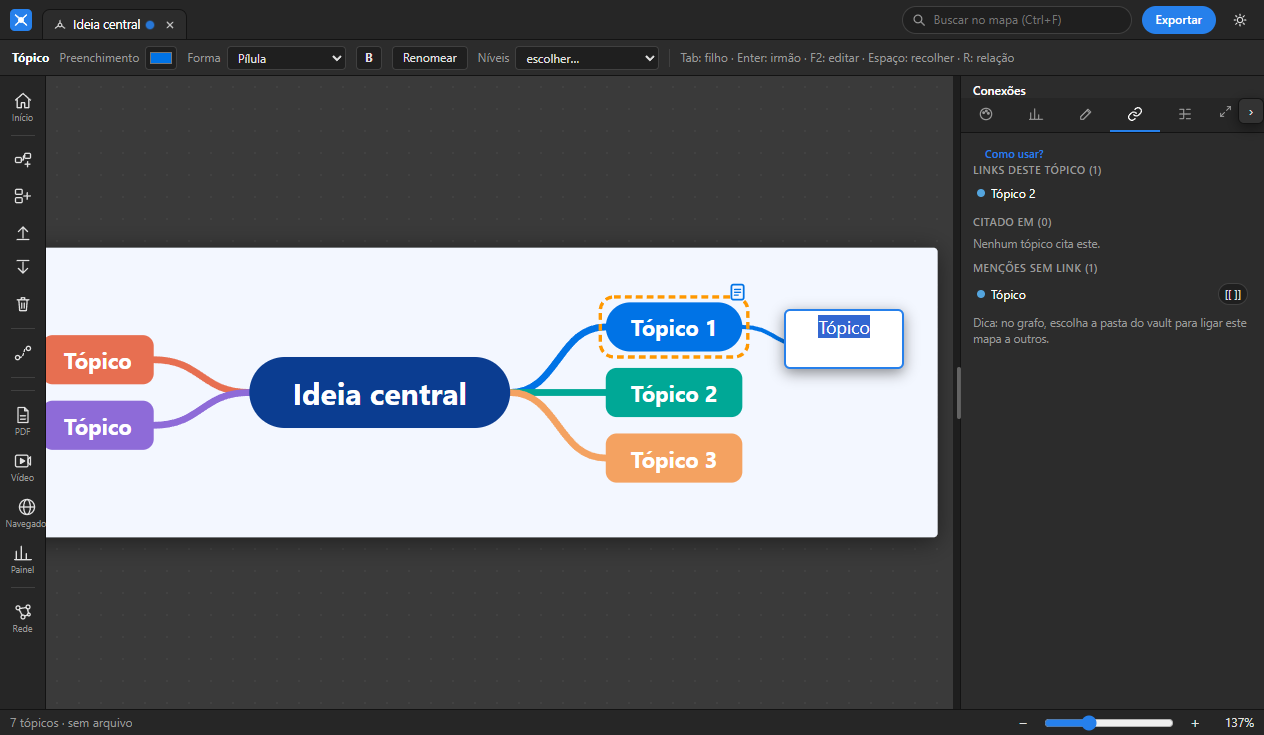 Ideia central
Buscar no mapa (Ctrl+F)
Exportar
Tópico
Preenchimento
Forma
Pílula
B
Renomear
Níveis
escolher...
Tab: filho · Enter: irmão · F2: editar · Espaço: recolher · R: relação
Início
PDF
Vídeo
Navegado
Painel
Rede
Tópico
Tópico
Ideia central
Tópico 1
Tópico 2
Tópico 3
Tópico
Conexões
Como usar?
LINKS DESTE TÓPICO (1)
Tópico 2
CITADO EM (0)
Nenhum tópico cita este.
MENÇÕES SEM LINK (1)
Tópico
[[ ]]
Dica: no grafo, escolha a pasta do vault para ligar este
mapa a outros.
7 tópicos · sem arquivo
137%